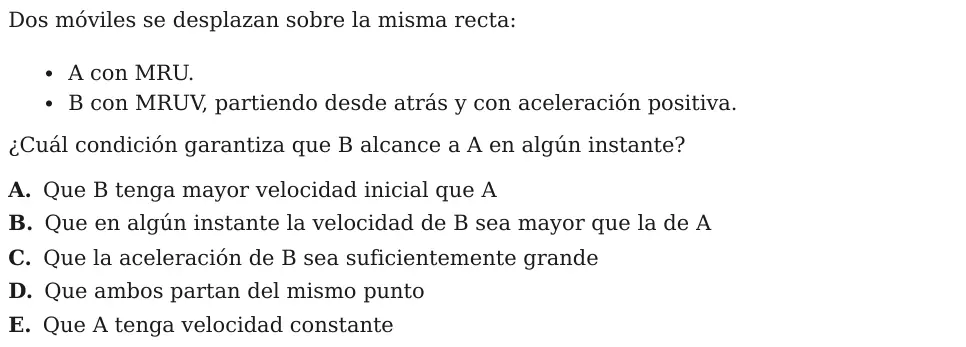 Dos móviles se desplazan sobre la misma recta:
• A con MRU.
• B con MRUV, partiendo desde atrás y con aceleración positiva.
¿Cuál condición garantiza que B alcance a A en algún instante?
A. Que B tenga mayor velocidad inicial que A
B. Que en algún instante la velocidad de B sea mayor que la de A
C. Que la aceleración de B sea suficientemente grande
D. Que ambos partan del mismo punto
E. Que A tenga velocidad constante